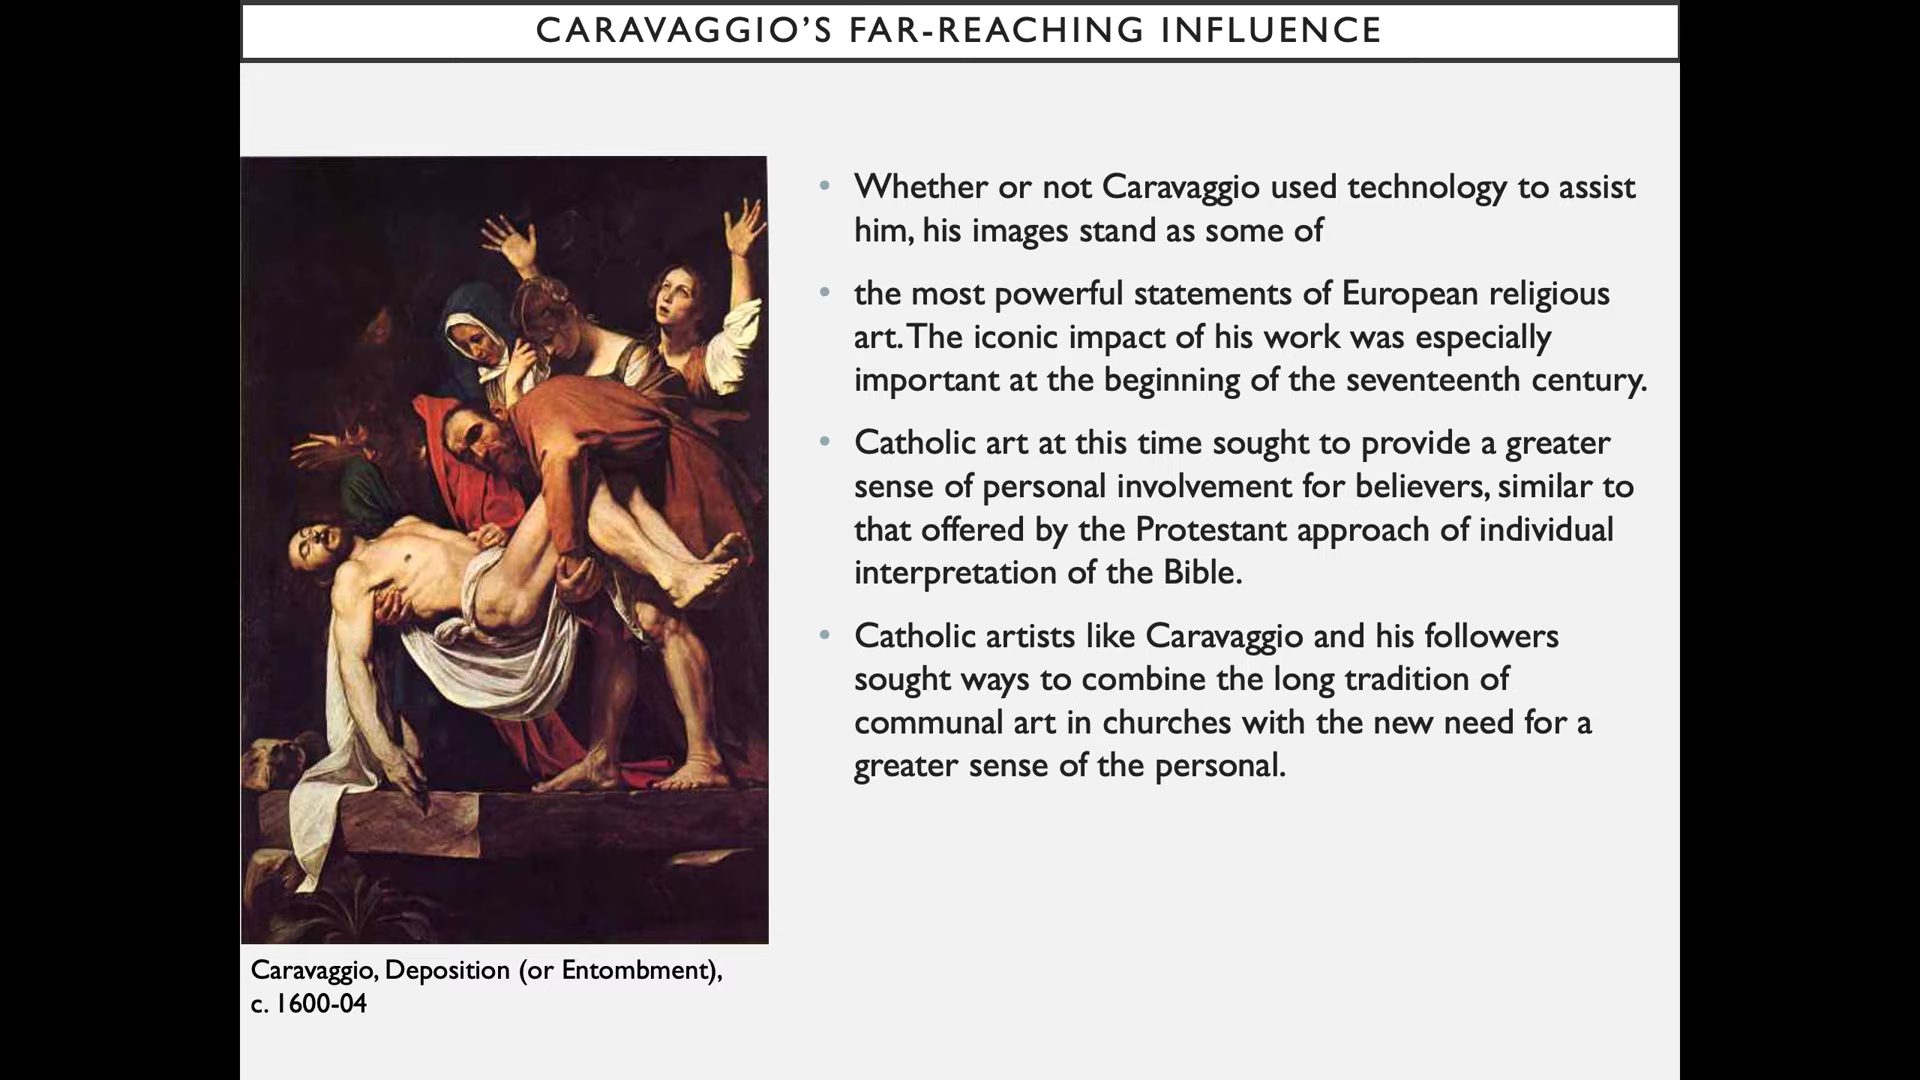 CARAVAGGIO’S FAR-REACHING INFLUENCE
• Whether or not Caravaggio used technology to assist
him, his images stand as some of
• the most powerful statements of European religious
art. The iconic impact of his work was especially
important at the beginning of the seventeenth century.
• Catholic art at this time sought to provide a greater
sense of personal involvement for believers, similar to
that offered by the Protestant approach of individual
interpretation of the Bible.
• Catholic artists like Caravaggio and his followers
sought ways to combine the long tradition of
communal art in churches with the new need for a
greater sense of the personal.
Caravaggio, Deposition (or Entombment),
c. 1600-04